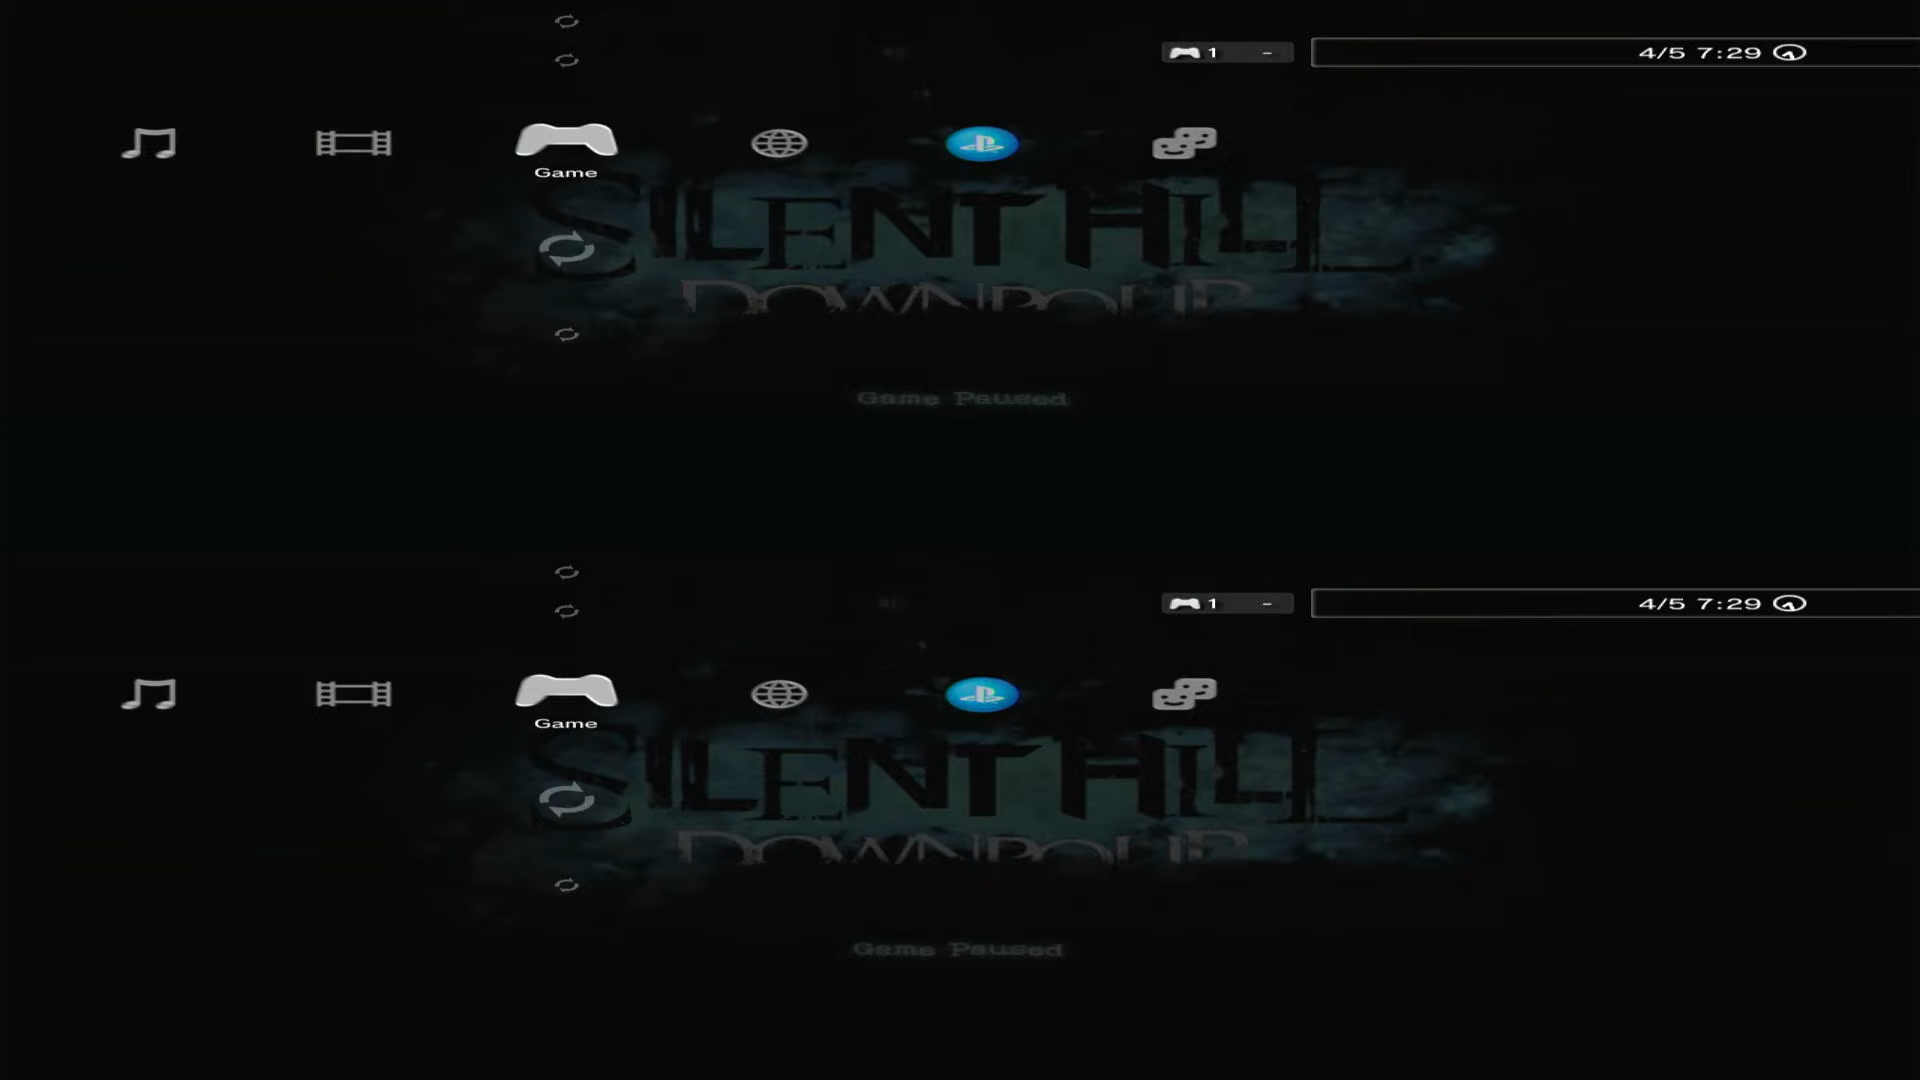 1 -
4/5 7:29
Game
SILENT HILL
DOWNPOUR
Game Paused
1 -
4/5 7:29
Game
SILENT HILL
DOWNPOUR
Game Paused